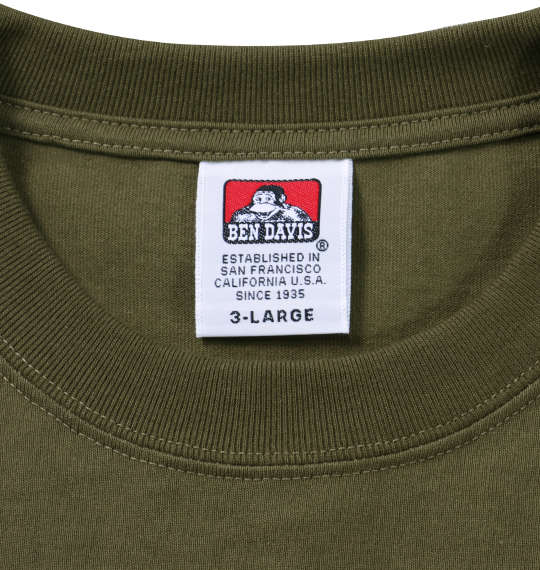 BEN DAVIS
®
ESTABLISHED IN
SAN FRANCISCO
CALIFORNIA U.S.A.
SINCE 1935
3-LARGE